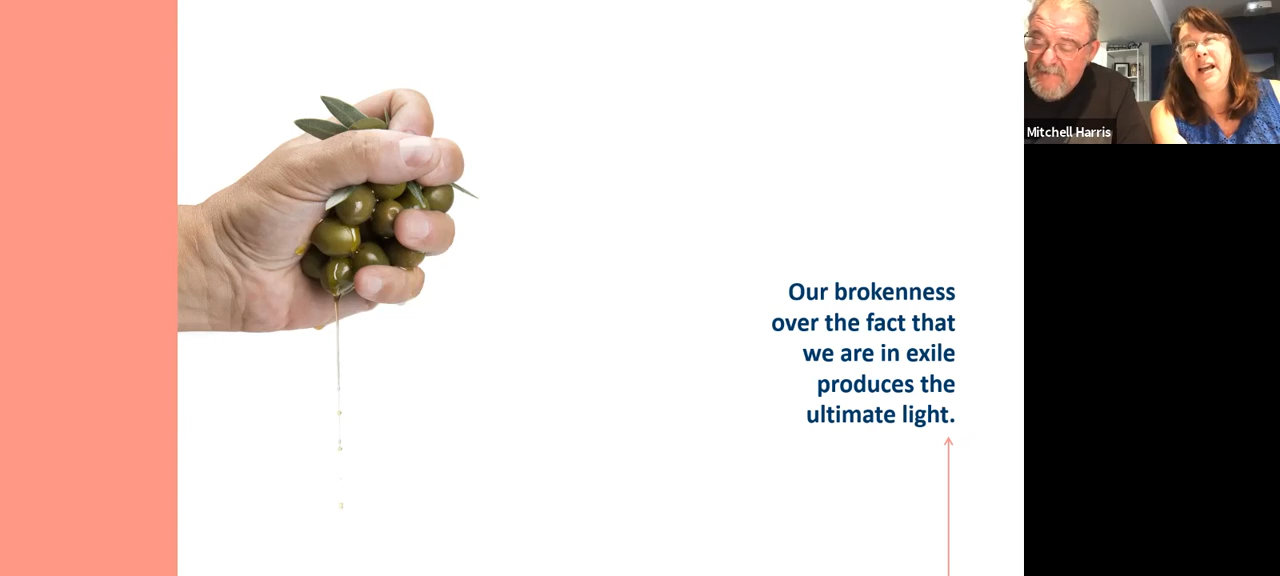 Our brokenness
over the fact that
we are in exile
produces the
ultimate light.
Mitchell Harris